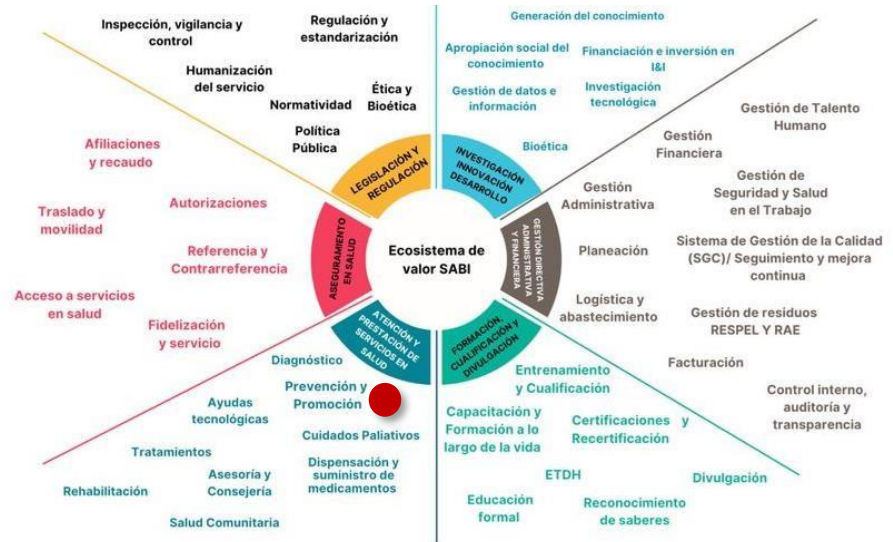 Inspección, vigilancia y
control
Regulación y
estandarización
Humanización
del servicio
Normatividad
Ética y
Bioética
Política
Pública
Generación del conocimiento
Apropiación social del
conocimiento
Financiación e inversión en
I&I
Gestión de datos e
información
Investigación
tecnológica
Bioética
Gestión de Talento
Humano
Gestión
Financiera
Gestión
Administrativa
Gestión de
Seguridad y Salud
en el Trabajo
Planeación
Sistema de Gestión de la Calidad
(SGC)/ Seguimiento y mejora
continua
Logística y
abastecimiento
Gestión de residuos
RESPEL Y RAE
Facturación
Control interno,
auditoría y
transparencia
Afiliaciones
y recaudo
Autorizaciones
Traslado y
movilidad
Referencia y
Contrarreferencia
Acceso a servicios
en salud
Fidelización
y servicio
LEGISLACIÓN Y
REGULACIÓN
INVESTIGACIÓN
INNOVACIÓN
DESARROLLO
ASEGURAMIENTO
EN SALUD
Ecosistema de
valor SABI
GESTIÓN DIRECTIVA
ADMINISTRATIVA
Y FINANCIERA
ATENCIÓN Y
PRESTACIÓN DE
SERVICIOS EN
SALUD
FORMACIÓN,
CUALIFICACIÓN y
DIVULGACIÓN
Diagnóstico
Prevención y
Promoción
Ayudas
tecnológicas
Cuidados Paliativos
Tratamientos
Dispensación y
suministro de
medicamentos
Asesoría y
Consejería
Rehabilitación
Salud Comunitaria
Entrenamiento
y Cualificación
Capacitación y
Formación a lo
largo de la vida
Certificaciones y
Recertificación
ETDH
Divulgación
Educación
formal
Reconocimiento
de saberes